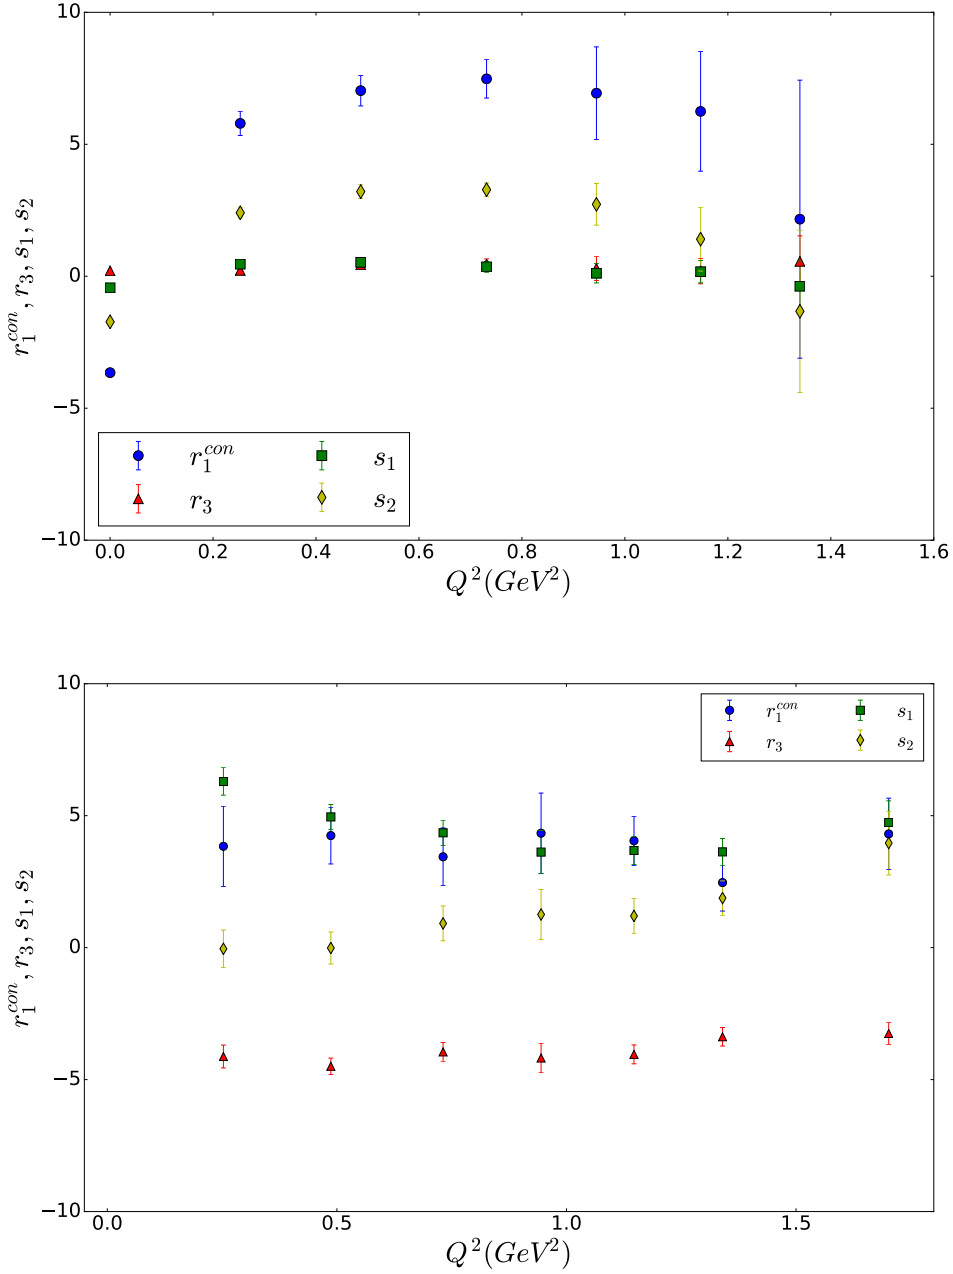 10
5
0
−5
−10
0.0 0.2 0.4 0.6 0.8 1.0 1.2 1.4 1.6
Q^2(GeV^2)
r_1^{con}, r_3, s_1, s_2
r_1^{con} s_1
r_3 s_2
10
5
0
−5
−10
0.0 0.5 1.0 1.5
Q^2(GeV^2)
r_1^{con}, r_3, s_1, s_2
r_1^{con} s_1
r_3 s_2